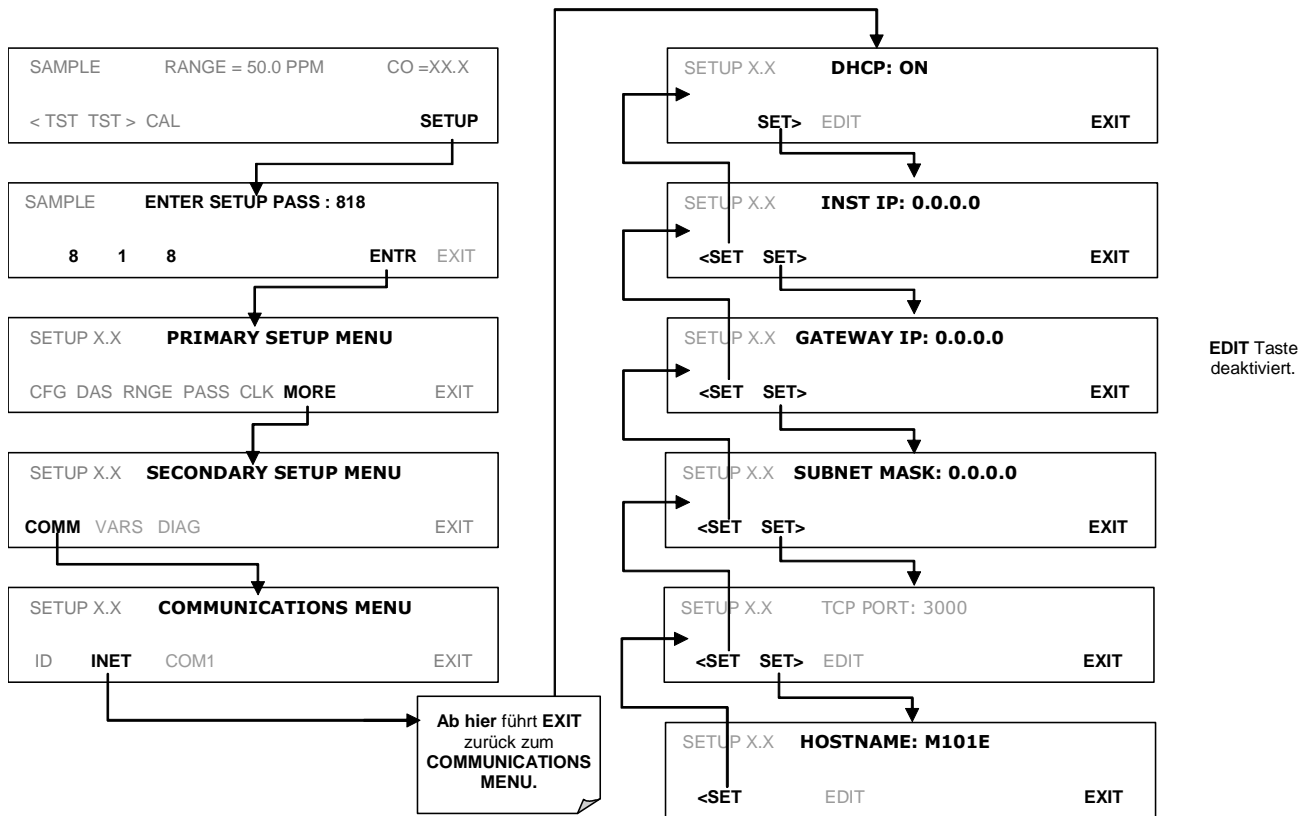 SAMPLE RANGE = 50.0 PPM CO =XX.X
< TST TST > CAL SETUP
SAMPLE ENTER SETUP PASS : 818
8 1 8 ENTR EXIT
SETUP X.X PRIMARY SETUP MENU
CFG DAS RNGE PASS CLK MORE EXIT
SETUP X.X SECONDARY SETUP MENU
COMM VARS DIAG EXIT
SETUP X.X COMMUNICATIONS MENU
ID INET COM1 EXIT
Ab hier führt EXIT
zurück zum
COMMUNICATIONS
MENU.
SETUP X.X DHCP: ON
SET> EDIT EXIT
SETUP X.X INST IP: 0.0.0.0
<SET SET> EXIT
SETUP X.X GATEWAY IP: 0.0.0.0
<SET SET> EXIT
SETUP X.X SUBNET MASK: 0.0.0.0
<SET SET> EXIT
SETUP X.X TCP PORT: 3000
<SET SET> EDIT EXIT
SETUP X.X HOSTNAME: M101E
<SET EDIT EXIT
EDIT Taste
deaktiviert.